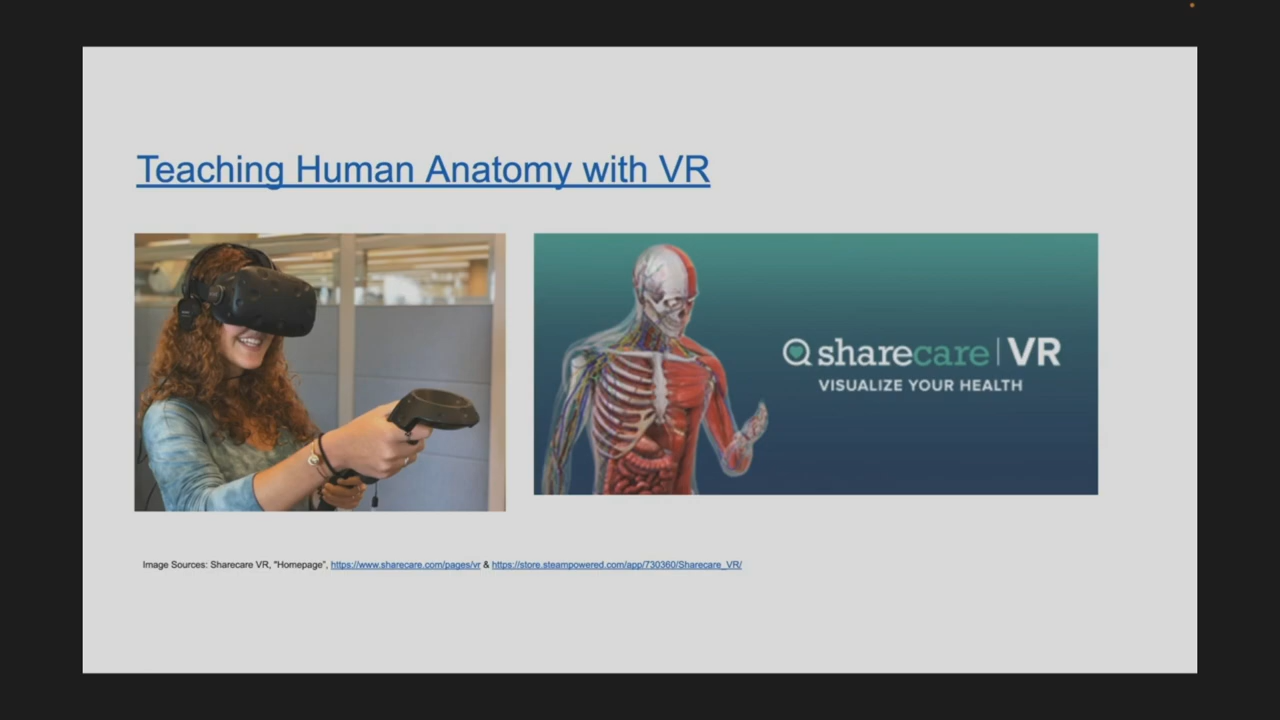 Teaching Human Anatomy with VR
sharecare | VR
VISUALIZE YOUR HEALTH
Image Sources: Sharecare VR, "Homepage", https://www.sharecare.com/pages/vr & https://store.steampowered.com/app/730360/Sharecare_VR/